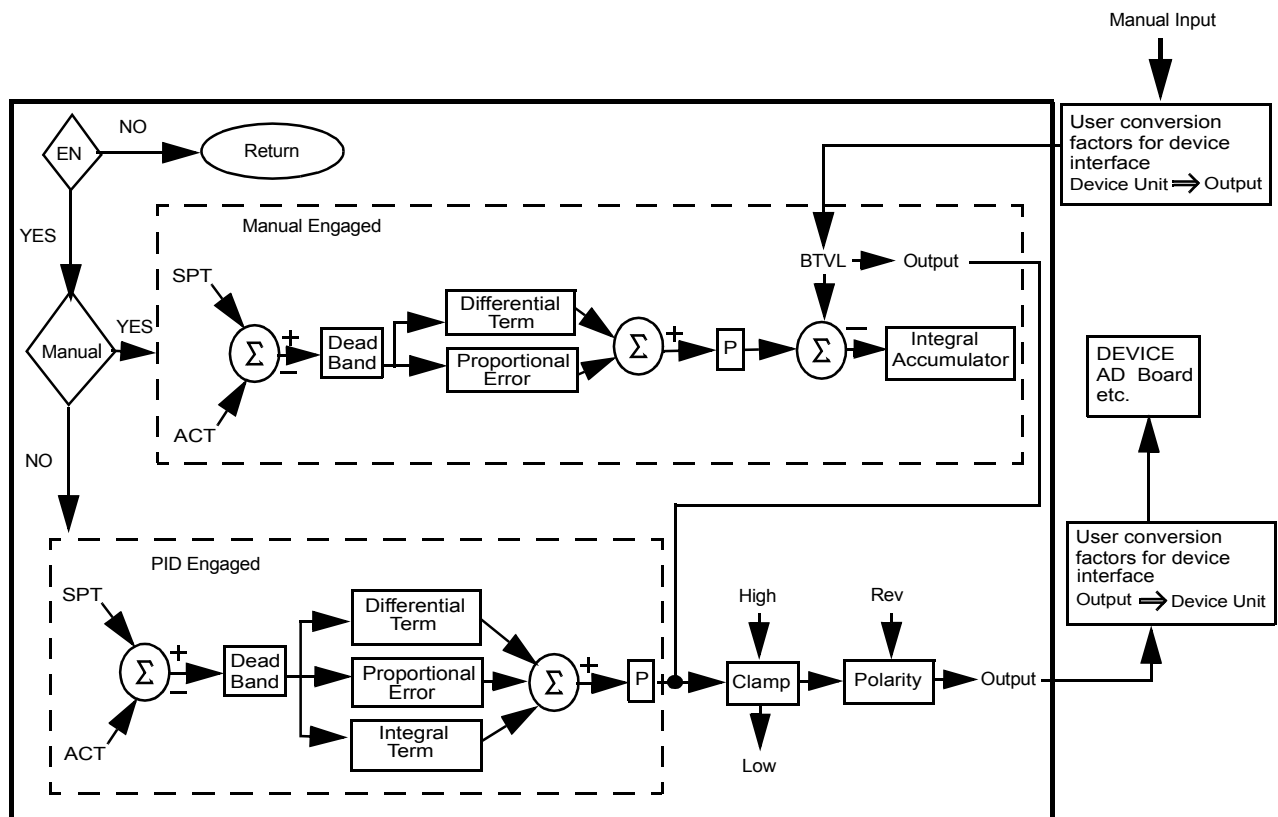 Manual Input
User conversion
factors for device
interface
Device Unit ⇒ Output
EN
NO
Return
YES
Manual Engaged
SPT
ACT
Σ
+
−
Dead
Band
Differential
Term
Proportional
Error
Σ
+
P
BTVL
Output
Σ
−
Integral
Accumulator
Manual
YES
NO
DEVICE
AD Board
etc.
PID Engaged
SPT
ACT
Σ
+
−
Dead
Band
Differential
Term
Proportional
Error
Integral
Term
Σ
+
P
High
Clamp
Low
Rev
Polarity
Output
User conversion
factors for device
interface
Output ⇒ Device Unit